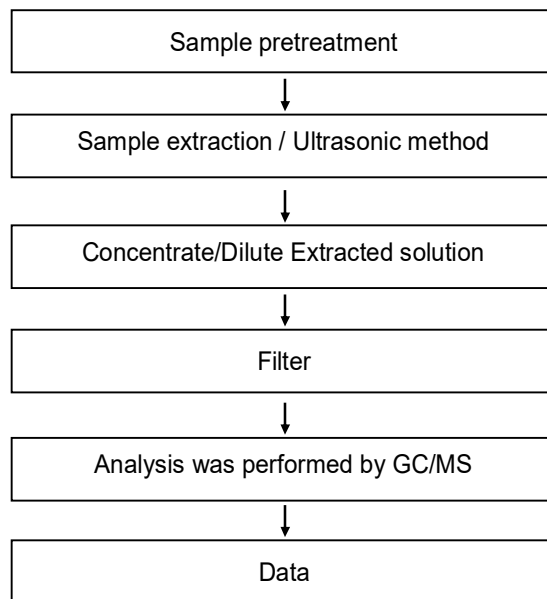 Sample pretreatment
Sample extraction / Ultrasonic method
Concentrate/Dilute Extracted solution
Filter
Analysis was performed by GC/MS
Data